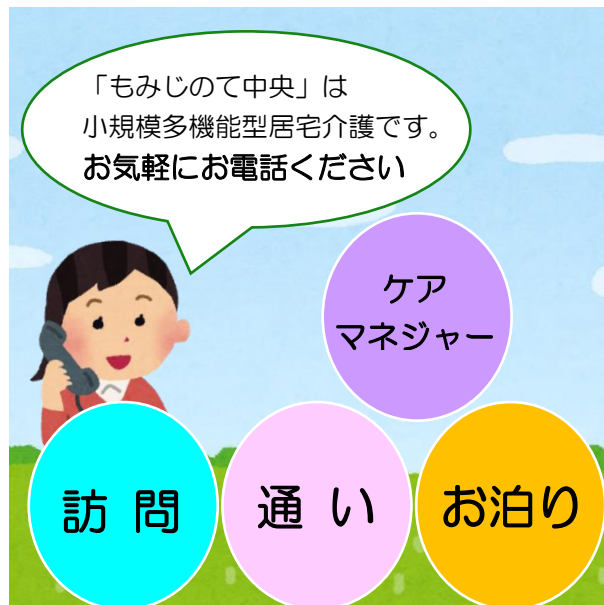 「もみじのて中央」は
小規模多機能型居宅介護です。
お気軽にお電話ください
ケア
マネジャー
訪 問
通 い
お泊り